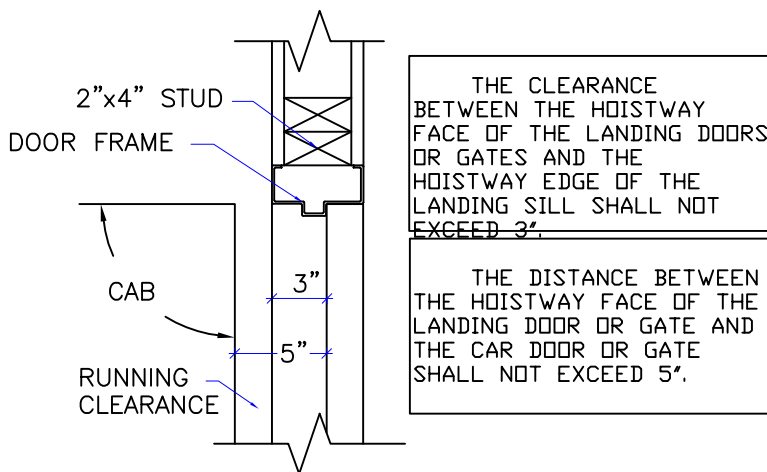 2”x4” STUD
DOOR FRAME
CAB
3”
5”
RUNNING
CLEARANCE
THE CLEARANCE
BETWEEN THE HOISTWAY
FACE OF THE LANDING DOORS
OR GATES AND THE
HOISTWAY EDGE OF THE
LANDING SILL SHALL NOT
EXCEED 3".
THE DISTANCE BETWEEN
THE HOISTWAY FACE OF THE
LANDING DOOR OR GATE AND
THE CAR DOOR OR GATE
SHALL NOT EXCEED 5".